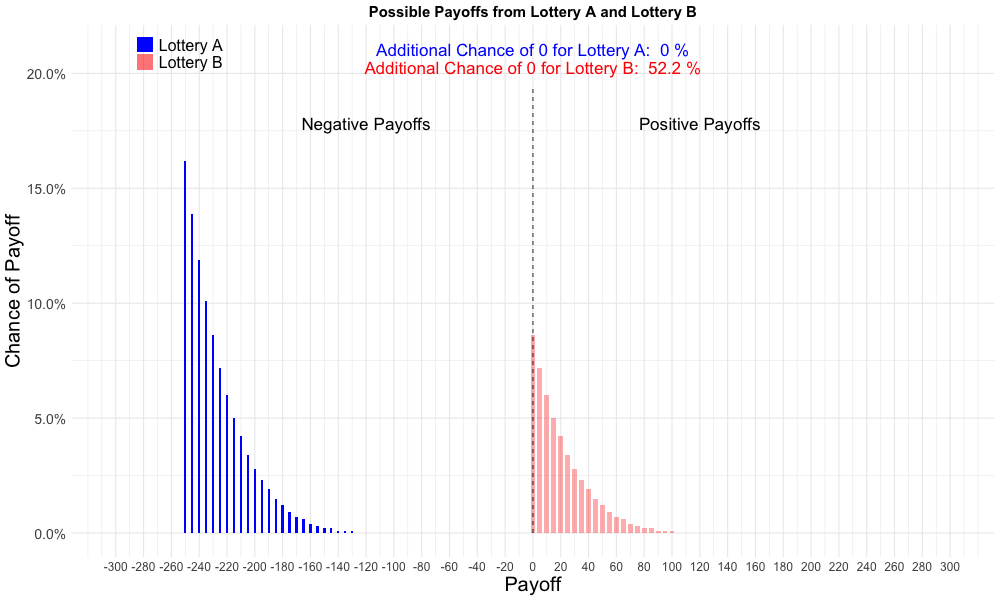 Possible Payoffs from Lottery A and Lottery B
Lottery A
Lottery B
Additional Chance of 0 for Lottery A:  0 %
Additional Chance of 0 for Lottery B:  52.2 %
Negative Payoffs
Positive Payoffs
Chance of Payoff
20.0%
15.0%
10.0%
5.0%
0.0%
-300 -280 -260 -240 -220 -200 -180 -160 -140 -120 -100 -80 -60 -40 -20 0 20 40 60 80 100 120 140 160 180 200 220 240 260 280 300
Payoff